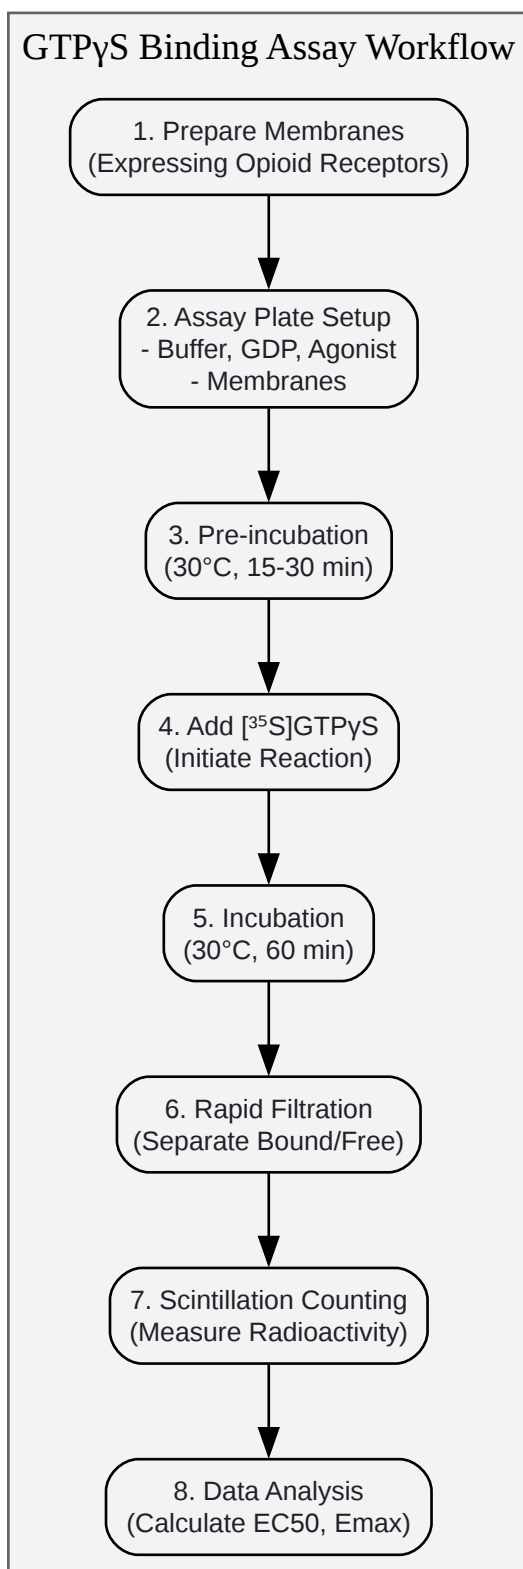 GTPγS Binding Assay Workflow
1. Prepare Membranes
(Expressing Opioid Receptors)
2. Assay Plate Setup
- Buffer, GDP, Agonist
- Membranes
3. Pre-incubation
(30°C, 15-30 min)
4. Add [³⁵S]GTPγS
(Initiate Reaction)
5. Incubation
(30°C, 60 min)
6. Rapid Filtration
(Separate Bound/Free)
7. Scintillation Counting
(Measure Radioactivity)
8. Data Analysis
(Calculate EC50, Emax)